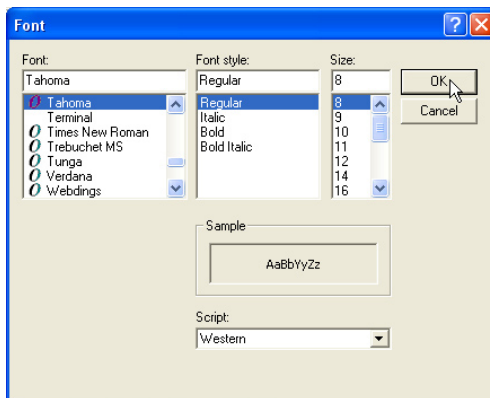 Font
Font:
Font style:
Size:
Tahoma
Regular
8
OK
Cancel
Tahoma
Terminal
Times New Roman
Trebuchet MS
Tunga
Verdana
Webdings
Regular
Italic
Bold
Bold Italic
8
9
10
11
12
14
16
Sample
AaBbYyZz
Script:
Western